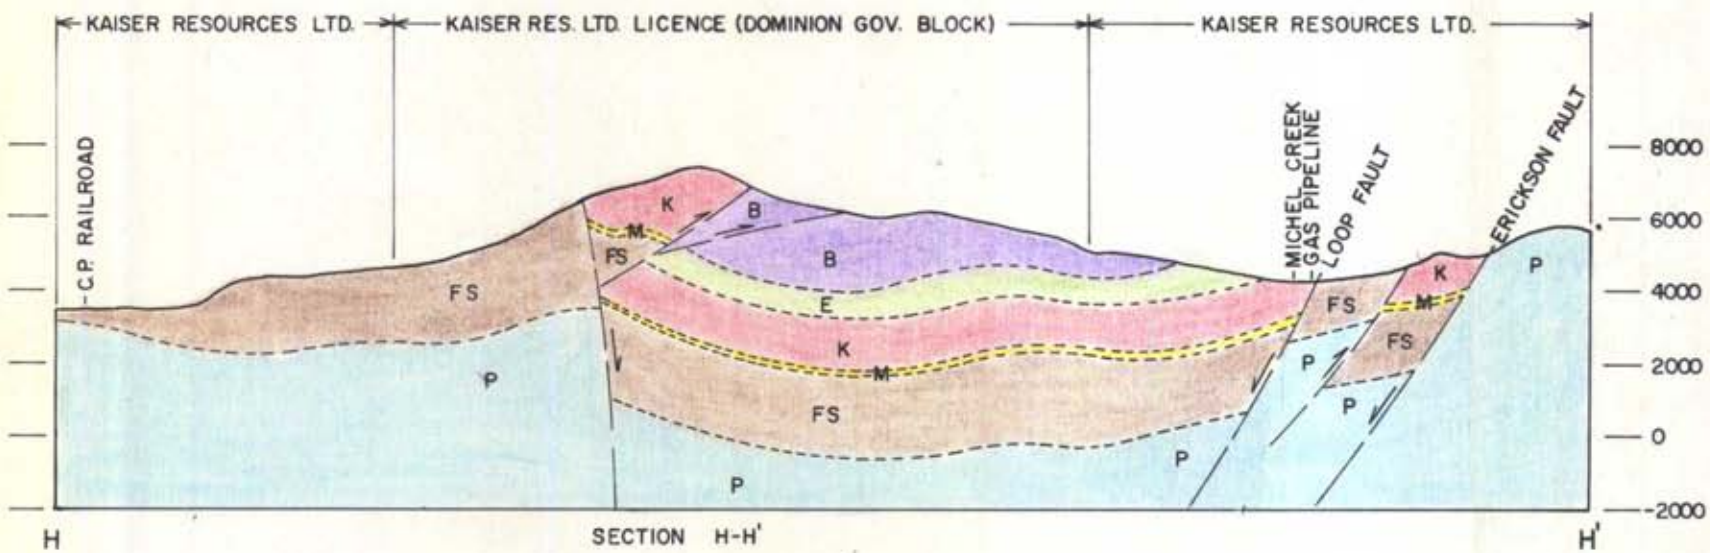 KAISER RESOURCES LTD.
KAISER RES. LTD. LICENCE (DOMINION GOV. BLOCK)
KAISER RESOURCES LTD.
C.P. RAILROAD
MICHEL CREEK
GAS PIPELINE
LOOP FAULT
ERICKSON FAULT
8000
6000
4000
2000
0
-2000
K
B
M
FS
B
FS
E
K
M
FS
P
P
P
FS
P
K
M
FS
P
P
H
SECTION H-H'
H'